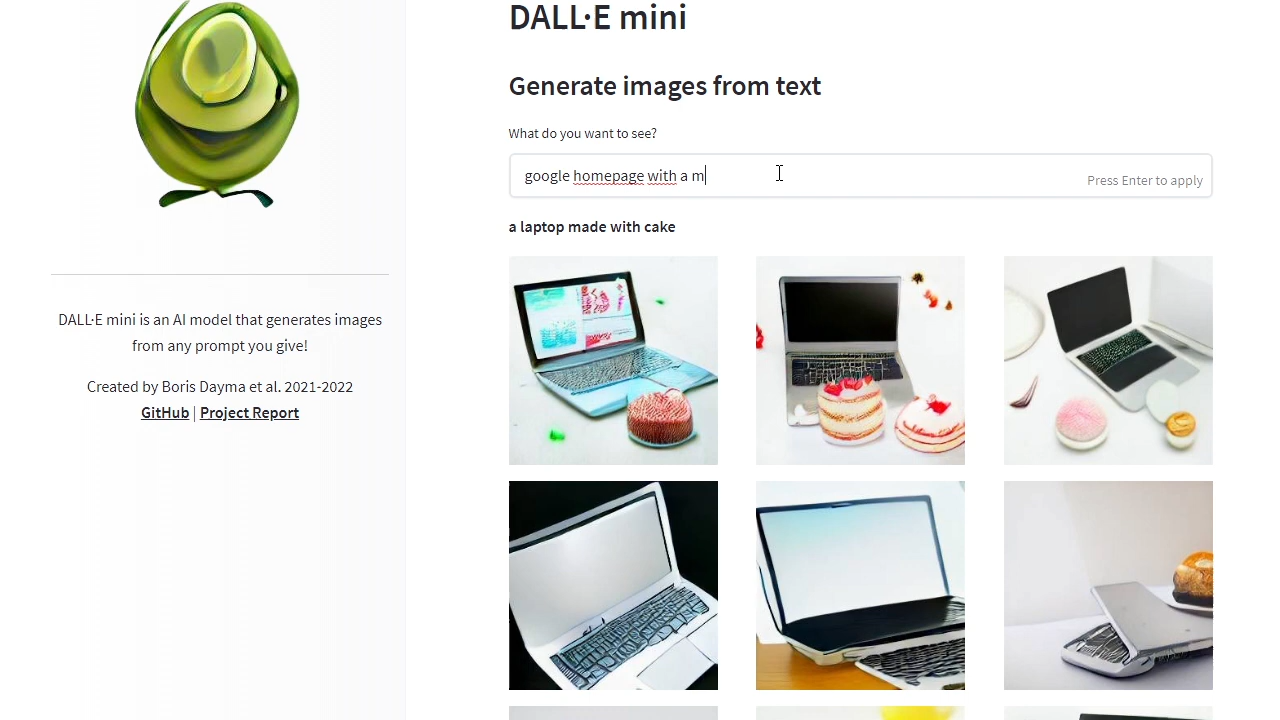 DALL·E mini
Generate images from text
What do you want to see?
google homepage with a m
Press Enter to apply
a laptop made with cake
DALL·E mini is an AI model that generates images
from any prompt you give!
Created by Boris Dayma et al. 2021-2022
GitHub | Project Report